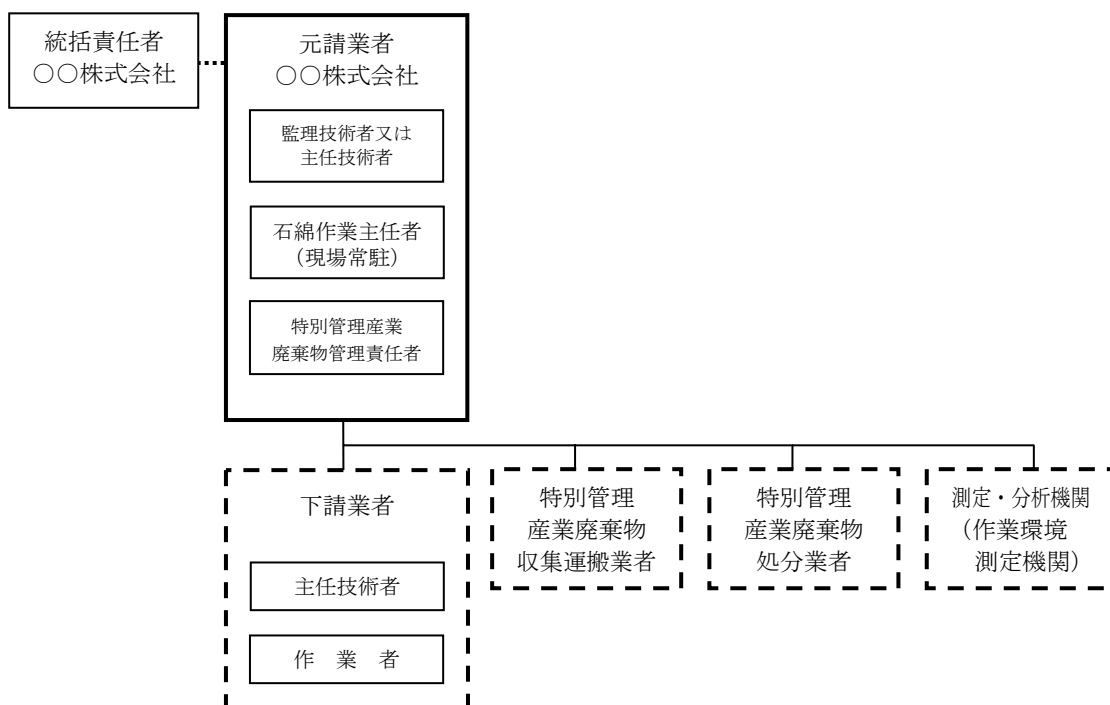 統括責任者
○○株式会社
元請業者
○○株式会社
監理技術者又は
主任技術者
石綿作業主任者
(現場常駐)
特別管理産業
廃棄物管理責任者
下請業者
主任技術者
作 業 者
特別管理
産業廃棄物
収集運搬業者
特別管理
産業廃棄物
処分業者
測定・分析機関
(作業環境
測定機関)